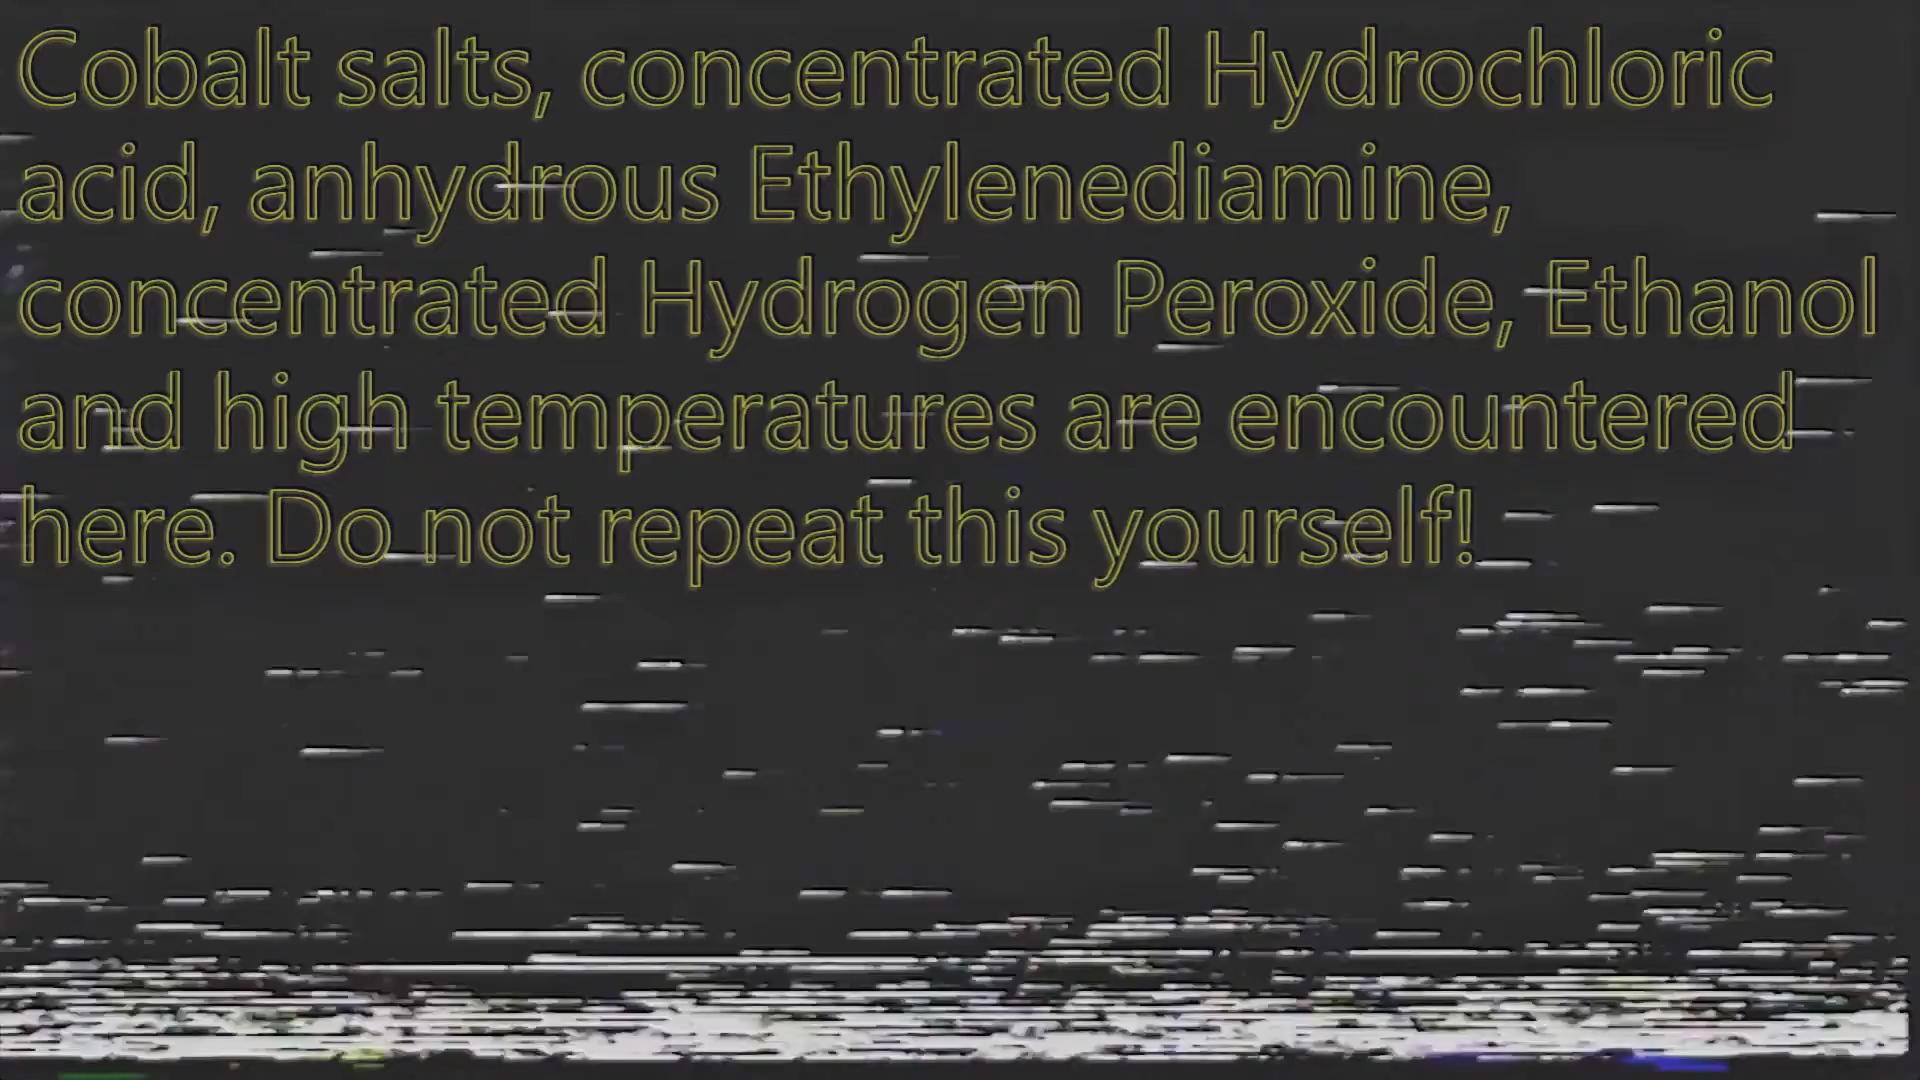 Cobalt salts, concentrated Hydrochloric
acid, anhydrous Ethylenediamine,
concentrated Hydrogen Peroxide, Ethanol
and high temperatures are encountered
here. Do not repeat this yourself!